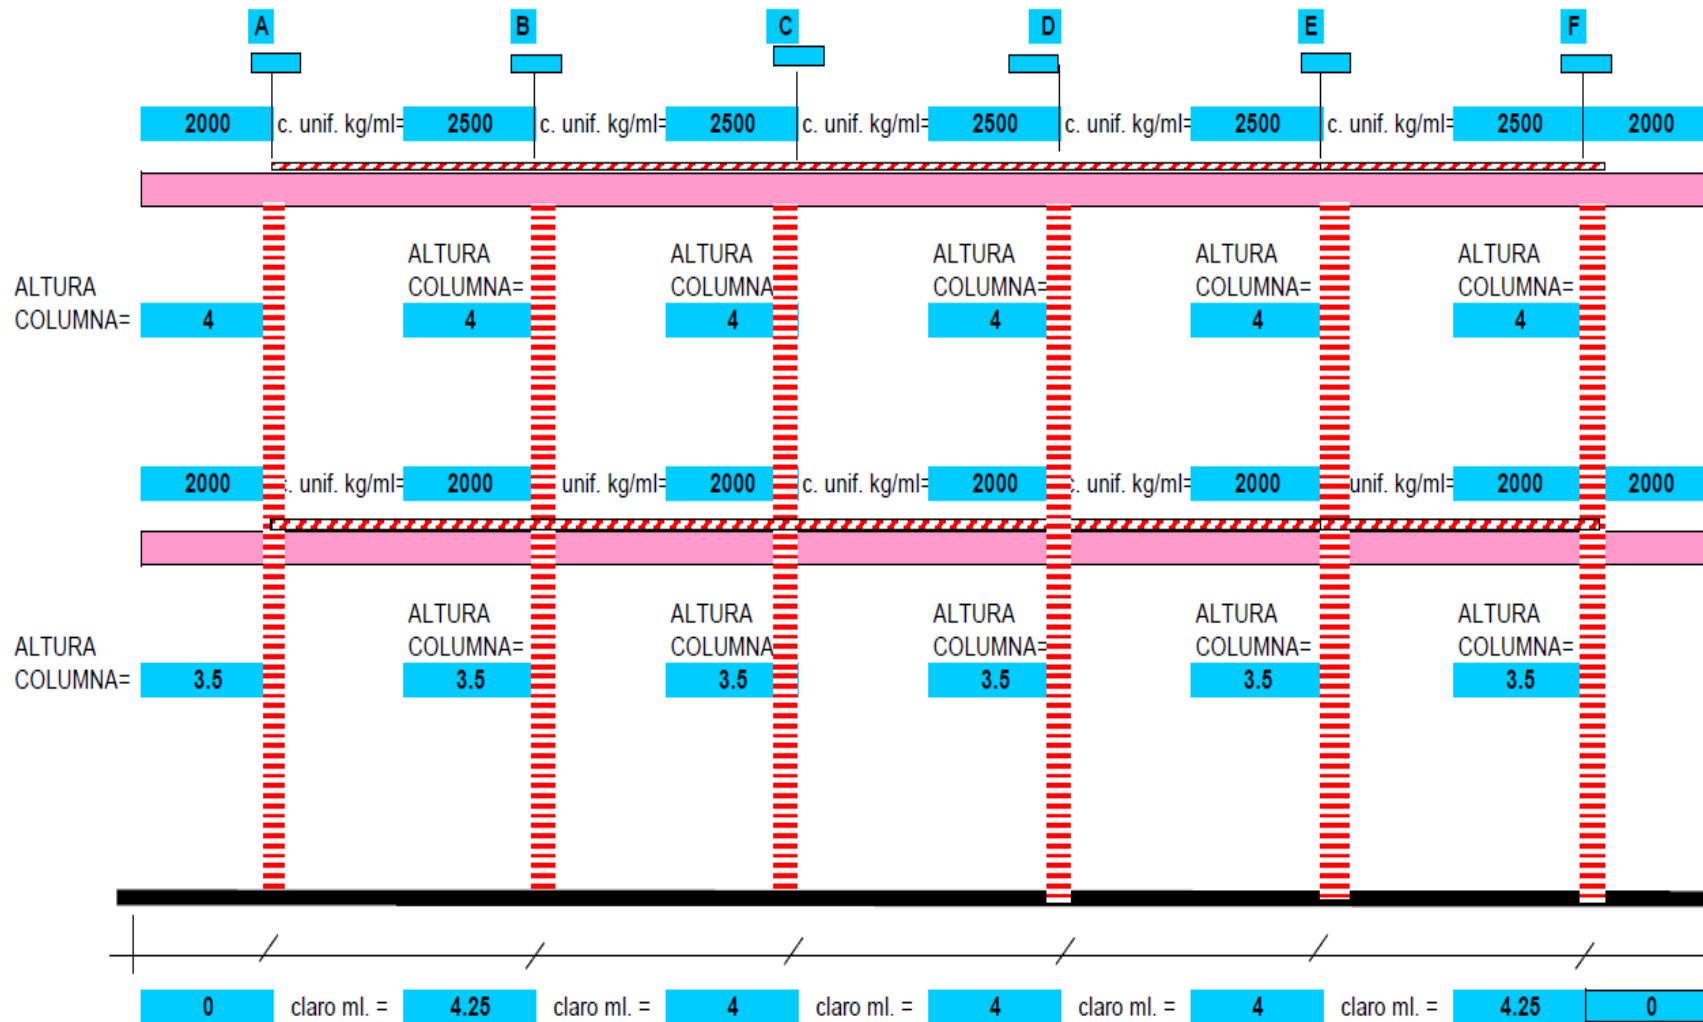 A B C D E F
2000 c. unif. kg/ml= 2500 c. unif. kg/ml= 2500 c. unif. kg/ml= 2500 c. unif. kg/ml= 2500 c. unif. kg/ml= 2500 2000
ALTURA ALTURA ALTURA ALTURA ALTURA
COLUMNA= COLUMNA COLUMNA= COLUMNA= COLUMNA=
ALTURA
COLUMNA= 4 4 4 4 4 4
2000 c. unif. kg/ml= 2000 unif. kg/ml= 2000 c. unif. kg/ml= 2000 c. unif. kg/ml= 2000 unif. kg/ml= 2000 2000
ALTURA ALTURA ALTURA ALTURA ALTURA
COLUMNA= COLUMNA COLUMNA= COLUMNA= COLUMNA=
ALTURA
COLUMNA= 3.5 3.5 3.5 3.5 3.5 3.5
0 claro ml. = 4.25 claro ml. = 4 claro ml. = 4 claro ml. = 4 claro ml. = 4.25 0